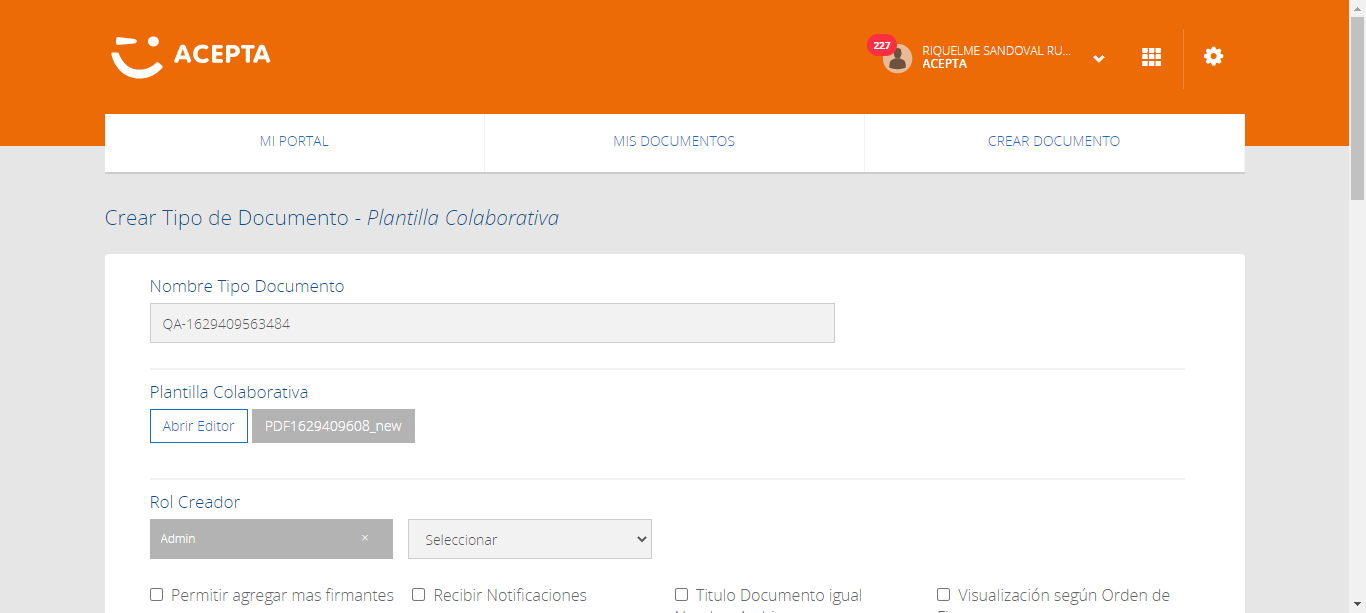 ACEPTA
227
RIQUELME SANDOVAL RU...
ACEPTA
MI PORTAL
MIS DOCUMENTOS
CREAR DOCUMENTO
Crear Tipo de Documento - Plantilla Colaborativa
Nombre Tipo Documento
QA-1629409563484
Plantilla Colaborativa
Abrir Editor
PDF1629409608_new
Rol Creador
Admin ×
Seleccionar
Permitir agregar mas firmantes
Recibir Notificaciones
Titulo Documento igual
Visualización según Orden de